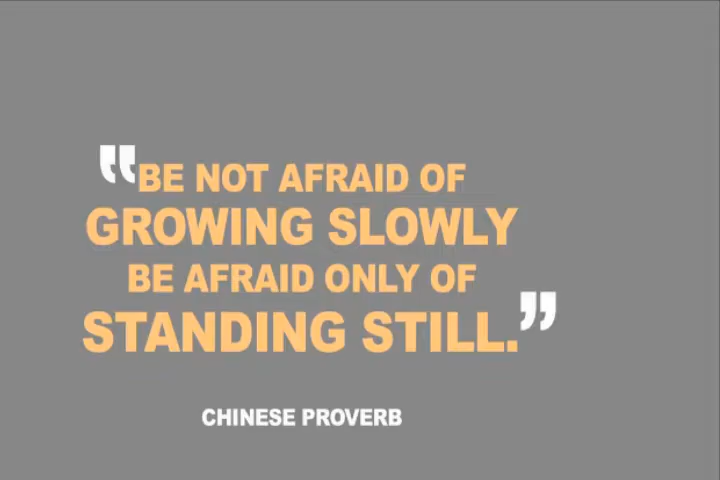 "BE NOT AFRAID OF
GROWING SLOWLY
BE AFRAID ONLY OF
STANDING STILL."
CHINESE PROVERB